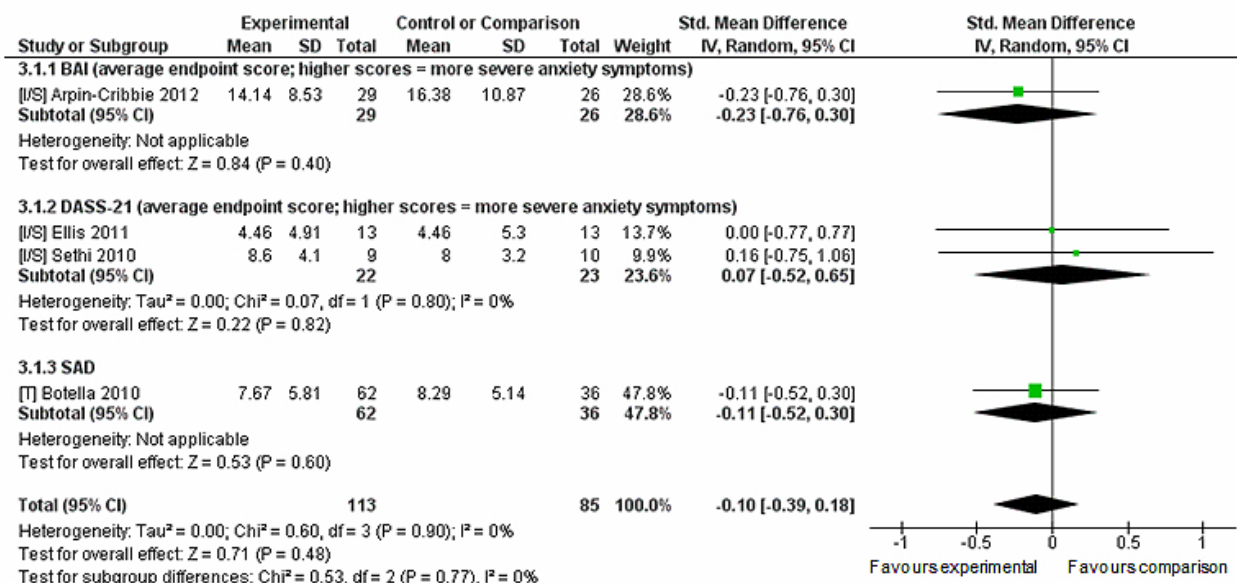 Experimental Control or Comparison Std. Mean Difference Std. Mean Difference
Study or Subgroup Mean SD Total Mean SD Total Weight IV, Random, 95% CI IV, Random, 95% CI
3.1.1 BAI (average endpoint score; higher scores = more severe anxiety symptoms)
[I/S] Arpin-Cribbie 2012 14.14 8.53 29 16.38 10.87 26 28.6% -0.23 [-0.76, 0.30]
Subtotal (95% CI) 29 26 28.6% -0.23 [-0.76, 0.30]
Heterogeneity: Not applicable
Test for overall effect: Z = 0.84 (P = 0.40)
3.1.2 DASS-21 (average endpoint score; higher scores = more severe anxiety symptoms)
[I/S] Ellis 2011 4.46 4.91 13 4.46 5.3 13 13.7% 0.00 [-0.77, 0.77]
[I/S] Sethi 2010 8.6 4.1 9 8 3.2 10 9.9% 0.16 [-0.75, 1.06]
Subtotal (95% CI) 22 23 23.6% 0.07 [-0.52, 0.65]
Heterogeneity: Tau² = 0.00; Chi² = 0.07, df = 1 (P = 0.80); I² = 0%
Test for overall effect: Z = 0.22 (P = 0.82)
3.1.3 SAD
[T] Botella 2010 7.67 5.81 62 8.29 5.14 36 47.8% -0.11 [-0.52, 0.30]
Subtotal (95% CI) 62 36 47.8% -0.11 [-0.52, 0.30]
Heterogeneity: Not applicable
Test for overall effect: Z = 0.53 (P = 0.60)
Total (95% CI) 113 85 100.0% -0.10 [-0.39, 0.18]
Heterogeneity: Tau² = 0.00; Chi² = 0.60, df = 3 (P = 0.90); I² = 0%
Test for overall effect: Z = 0.71 (P = 0.48)
Test for subgroup differences: Chi² = 0.53, df = 2 (P = 0.77), I² = 0%
-1 -0.5 0 0.5 1
Favours experimental Favours comparison